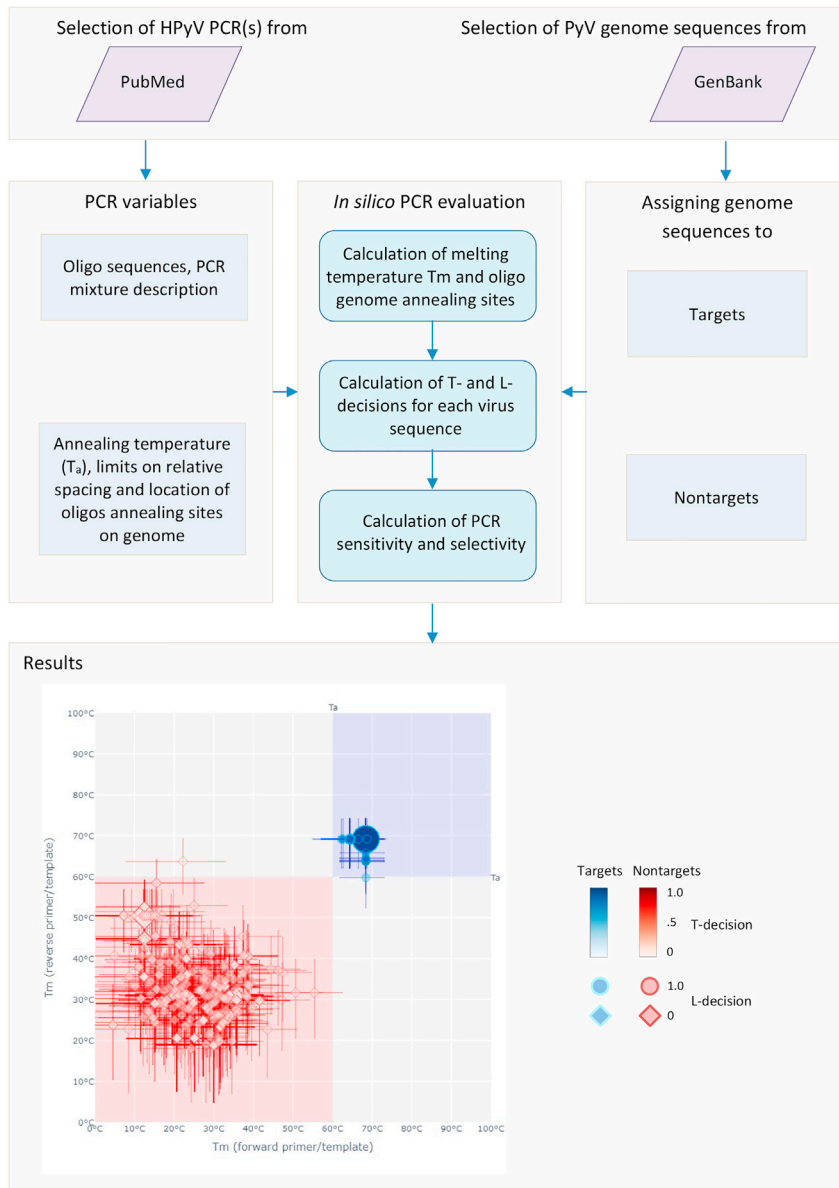 Selection of HPyV PCR(s) from
PubMed
Selection of PyV genome sequences from
GenBank
PCR variables
Oligo sequences, PCR
mixture description
Annealing temperature
(Tₐ), limits on relative
spacing and location of
oligos annealing sites
on genome
In silico PCR evaluation
Calculation of melting
temperature Tm and oligo
genome annealing sites
Calculation of T- and L-
decisions for each virus
sequence
Calculation of PCR
sensitivity and selectivity
Assigning genome
sequences to
Targets
Nontargets
Results
Ta
100°C
90°C
80°C
70°C
60°C
50°C
40°C
30°C
20°C
10°C
0°C
Tm (reverse primer/template)
Ta
0°C 10°C 20°C 30°C 40°C 50°C 60°C 70°C 80°C 90°C 100°C
Tm (forward primer/template)
Targets Nontargets
1.0
.5
0
T-decision
1.0
L-decision
0